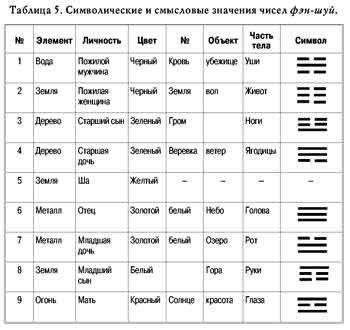 Таблица 5. Символические и смысловые значения чисел фэн-шуй.
№ Элемент Личность Цвет № Объект Часть тела Символ
1 Вода Пожилой мужчина Черный Кровь убежище Уши
2 Земля Пожилая женщина Черный Земля вол Живот
3 Дерево Старший сын Зеленый Гром Ноги
4 Дерево Старшая дочь Зеленый Веревка ветер Ягодицы
5 Земля Ша Желтый – – –
6 Металл Отец Золотой белый Небо Голова
7 Металл Младшая дочь Золотой белый Озеро Рот
8 Земля Младший сын Белый Гора Руки
9 Огонь Мать Красный Солнце красота Глаза